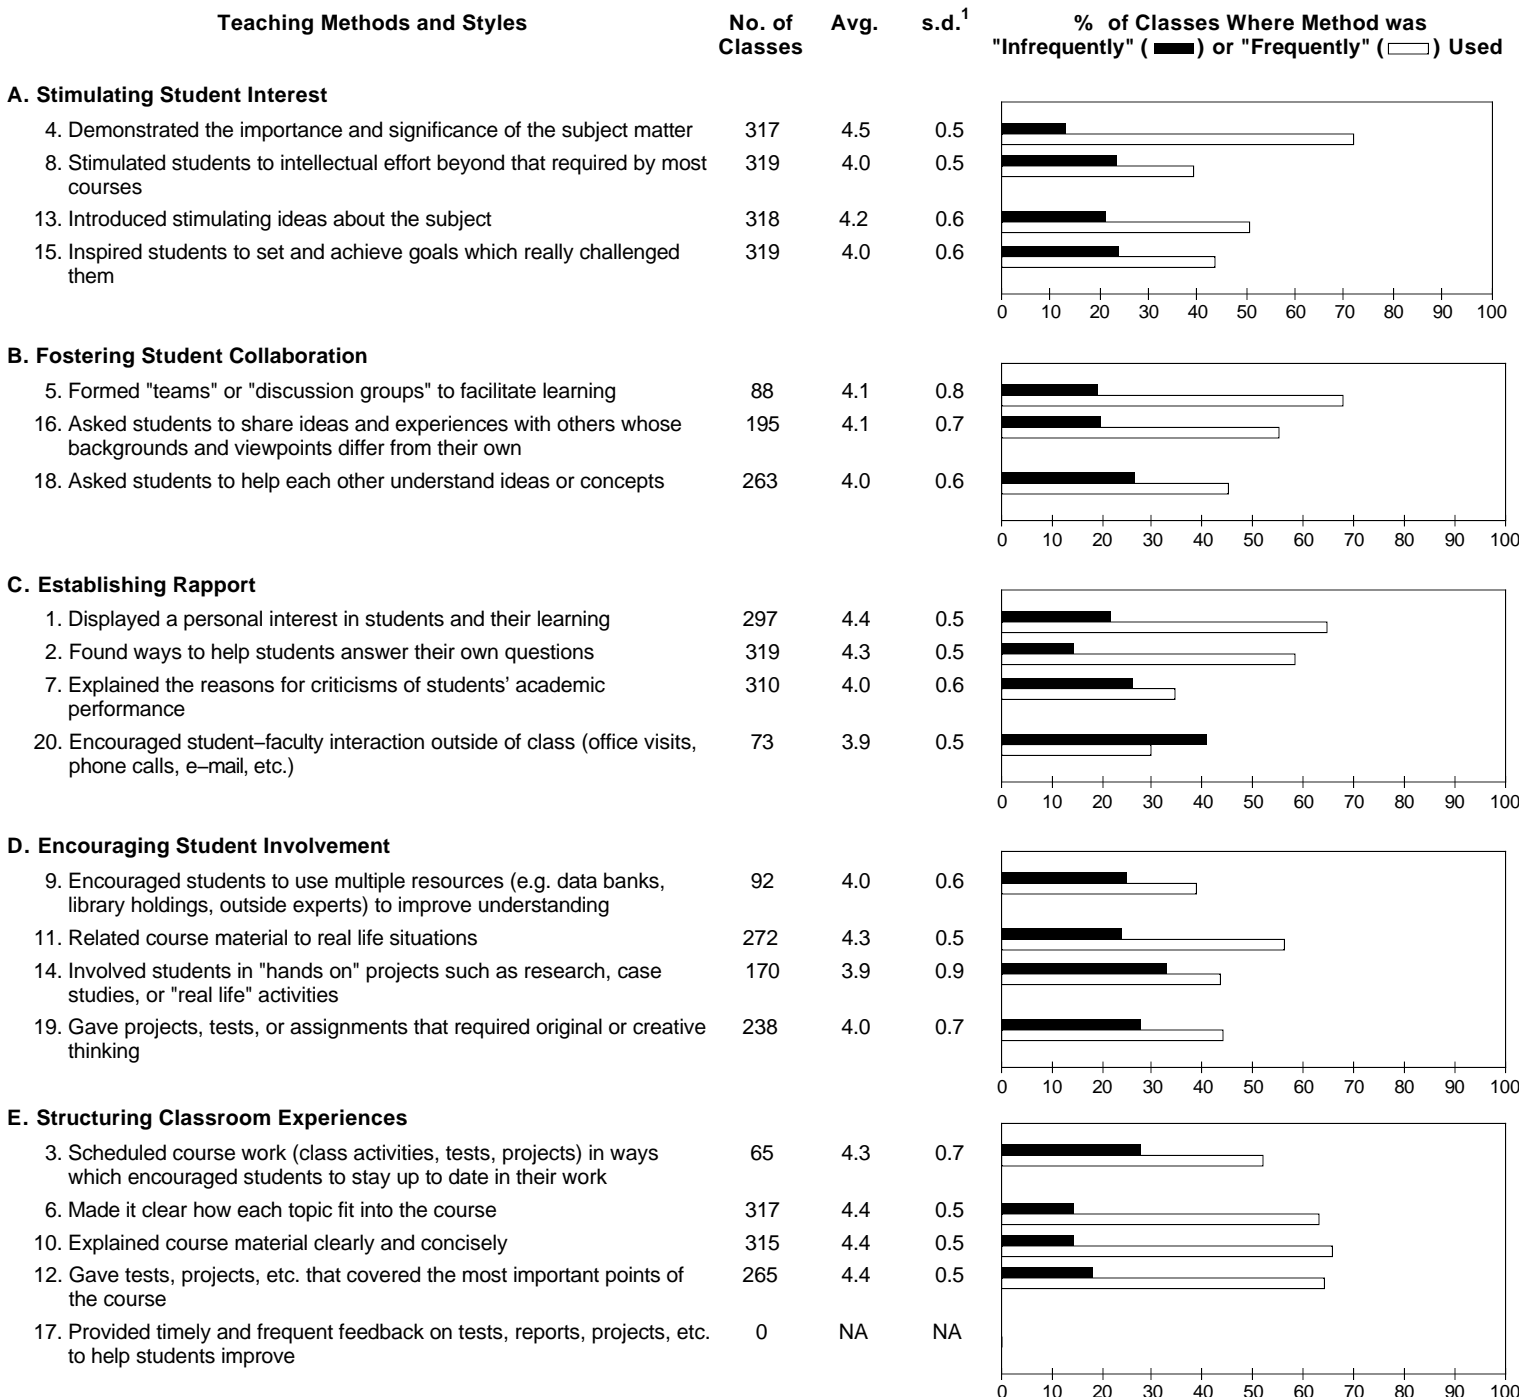 Teaching Methods and Styles No. of Avg. s.d.1 % of Classes Where Method was
Classes "Infrequently" ( ) or "Frequently" ( ) Used
A. Stimulating Student Interest
4. Demonstrated the importance and significance of the subject matter 317 4.5 0.5
8. Stimulated students to intellectual effort beyond that required by most 319 4.0 0.5
courses
13. Introduced stimulating ideas about the subject 318 4.2 0.6
15. Inspired students to set and achieve goals which really challenged 319 4.0 0.6
them
0 10 20 30 40 50 60 70 80 90 100
B. Fostering Student Collaboration
5. Formed "teams" or "discussion groups" to facilitate learning 88 4.1 0.8
16. Asked students to share ideas and experiences with others whose 195 4.1 0.7
backgrounds and viewpoints differ from their own
18. Asked students to help each other understand ideas or concepts 263 4.0 0.6
0 10 20 30 40 50 60 70 80 90 100
C. Establishing Rapport
1. Displayed a personal interest in students and their learning 297 4.4 0.5
2. Found ways to help students answer their own questions 319 4.3 0.5
7. Explained the reasons for criticisms of students’ academic 310 4.0 0.6
performance
20. Encouraged student−faculty interaction outside of class (office visits, 73 3.9 0.5
phone calls, e−mail, etc.)
0 10 20 30 40 50 60 70 80 90 100
D. Encouraging Student Involvement
9. Encouraged students to use multiple resources (e.g. data banks, 92 4.0 0.6
library holdings, outside experts) to improve understanding
11. Related course material to real life situations 272 4.3 0.5
14. Involved students in "hands on" projects such as research, case 170 3.9 0.9
studies, or "real life" activities
19. Gave projects, tests, or assignments that required original or creative 238 4.0 0.7
thinking
0 10 20 30 40 50 60 70 80 90 100
E. Structuring Classroom Experiences
3. Scheduled course work (class activities, tests, projects) in ways 65 4.3 0.7
which encouraged students to stay up to date in their work
6. Made it clear how each topic fit into the course 317 4.4 0.5
10. Explained course material clearly and concisely 315 4.4 0.5
12. Gave tests, projects, etc. that covered the most important points of 265 4.4 0.5
the course
17. Provided timely and frequent feedback on tests, reports, projects, etc. 0 NA NA
to help students improve
0 10 20 30 40 50 60 70 80 90 100